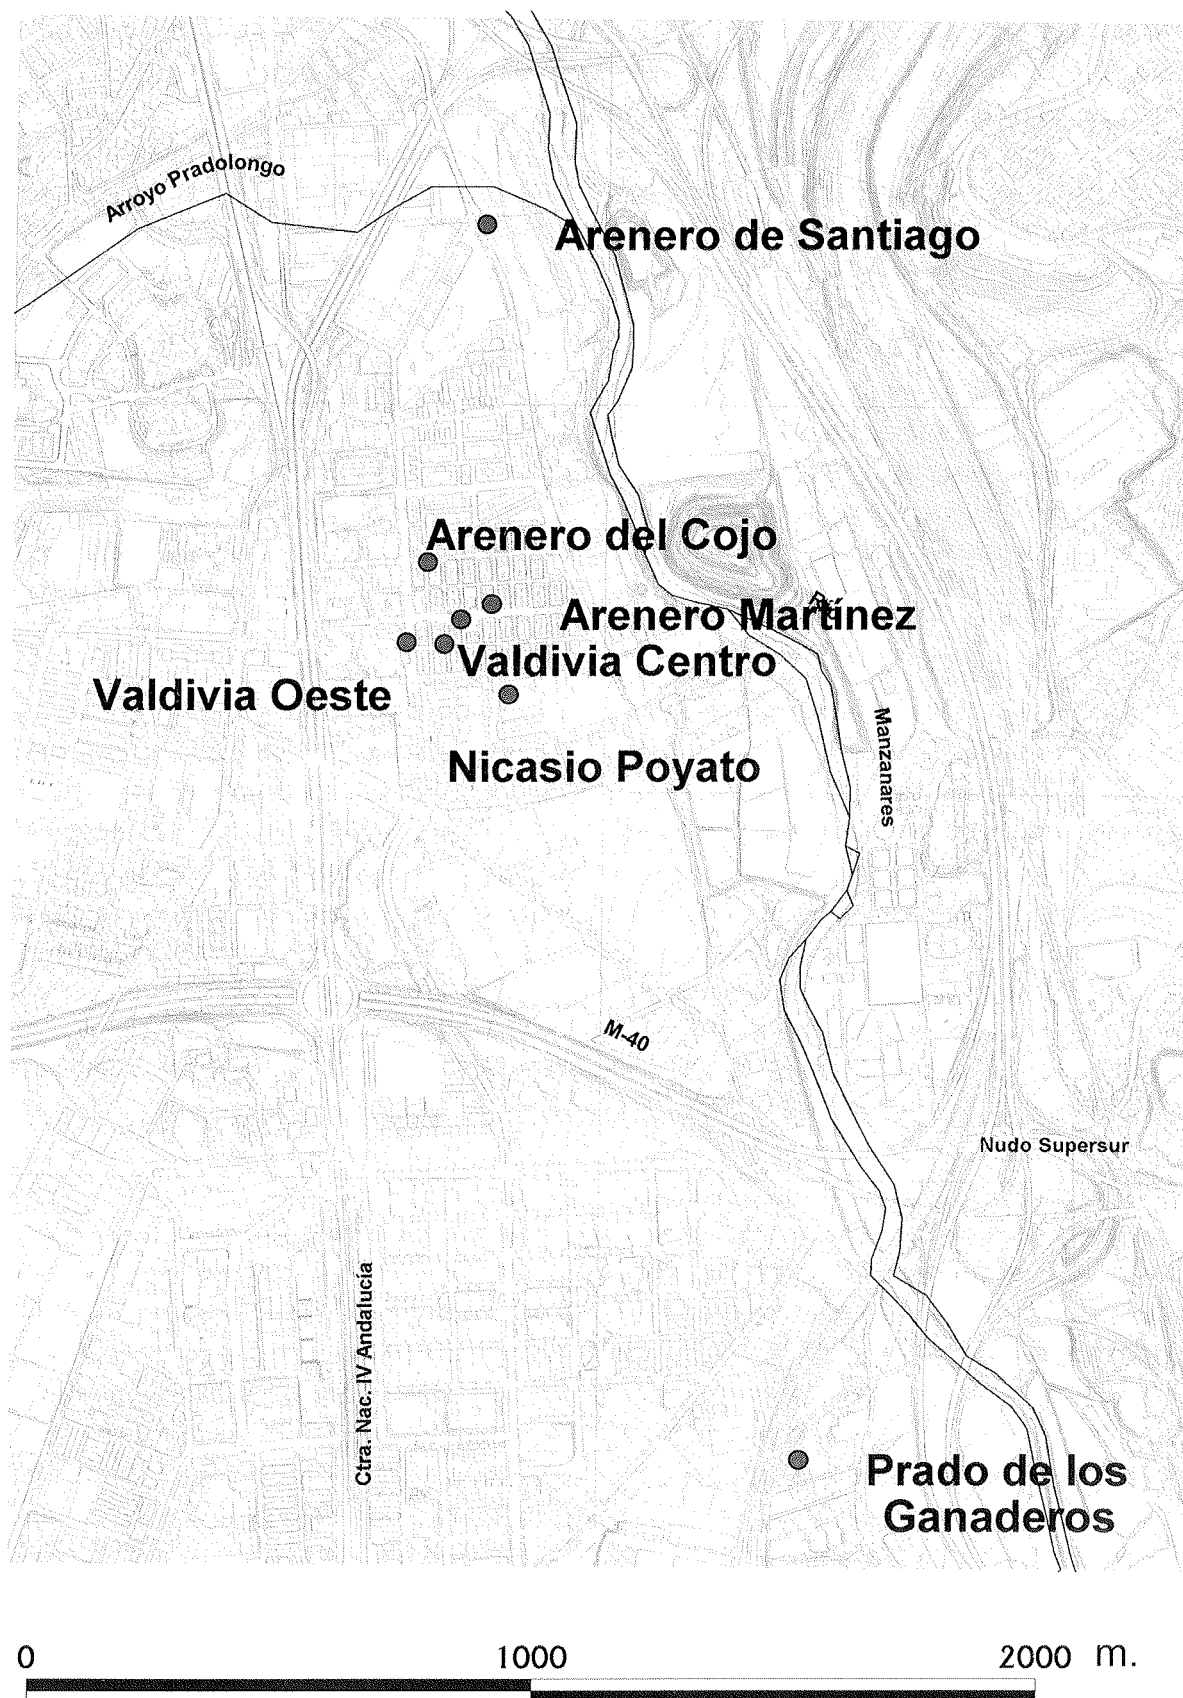 Arroyo Pradolongo
Arenero de Santiago
Arenero del Cojo
Río
Arenero Martínez
Valdivia Centro
Valdivia Oeste
Manzanares
Nicasio Poyato
M-40
Nudo Supersur
Ctra. Nac. IV Andalucía
Prado de los
Ganaderos
0 1000 2000 m.